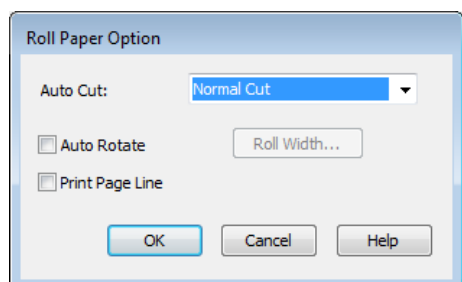 Roll Paper Option
Auto Cut: Normal Cut
Auto Rotate Roll Width...
Print Page Line
OK Cancel Help